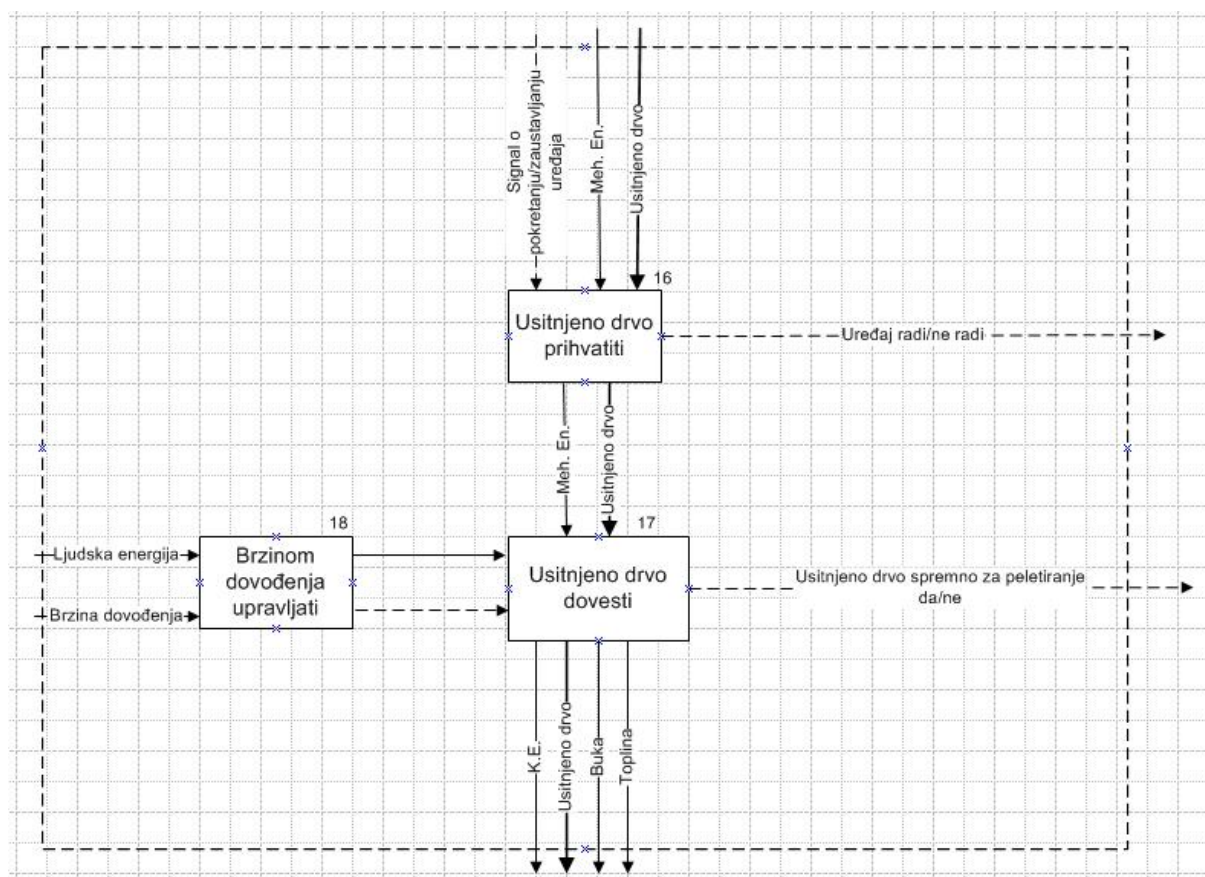 Signal o
pokretanju/zaustavljanju
uređaja
Meh. En.
Usitnjeno drvo
16
Usitnjeno drvo
prihvatiti
Uređaj radi/ne radi
Meh. En.
Usitnjeno drvo
18
17
Ljudska energija
Brzina dovođenja
Brzinom
dovođenja
upravljati
Usitnjeno drvo
dovesti
Usitnjeno drvo spremno za peletiranje
da/ne
K.E.
Usitnjeno drvo
Buka
Toplina